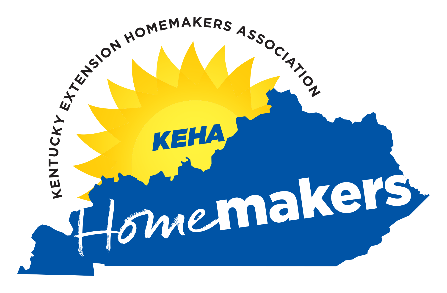 KENTUCKY EXTENSION HOMEMAKERS ASSOCIATION
KEHA
Homemakers